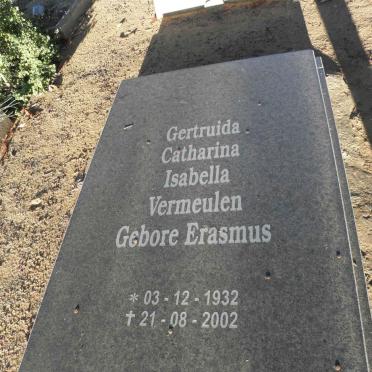 Gertruida
Catharina
Isabella
Vermeulen
Gebore Erasmus
* 03 - 12 - 1932
✝ 21 - 08 - 2002